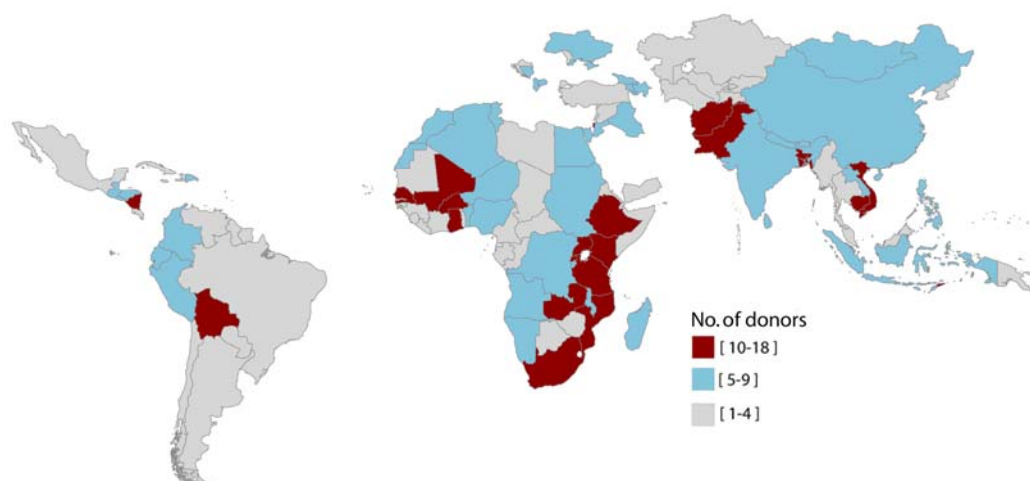 No. of donors
[ 10-18 ]
[ 5-9 ]
[ 1-4 ]